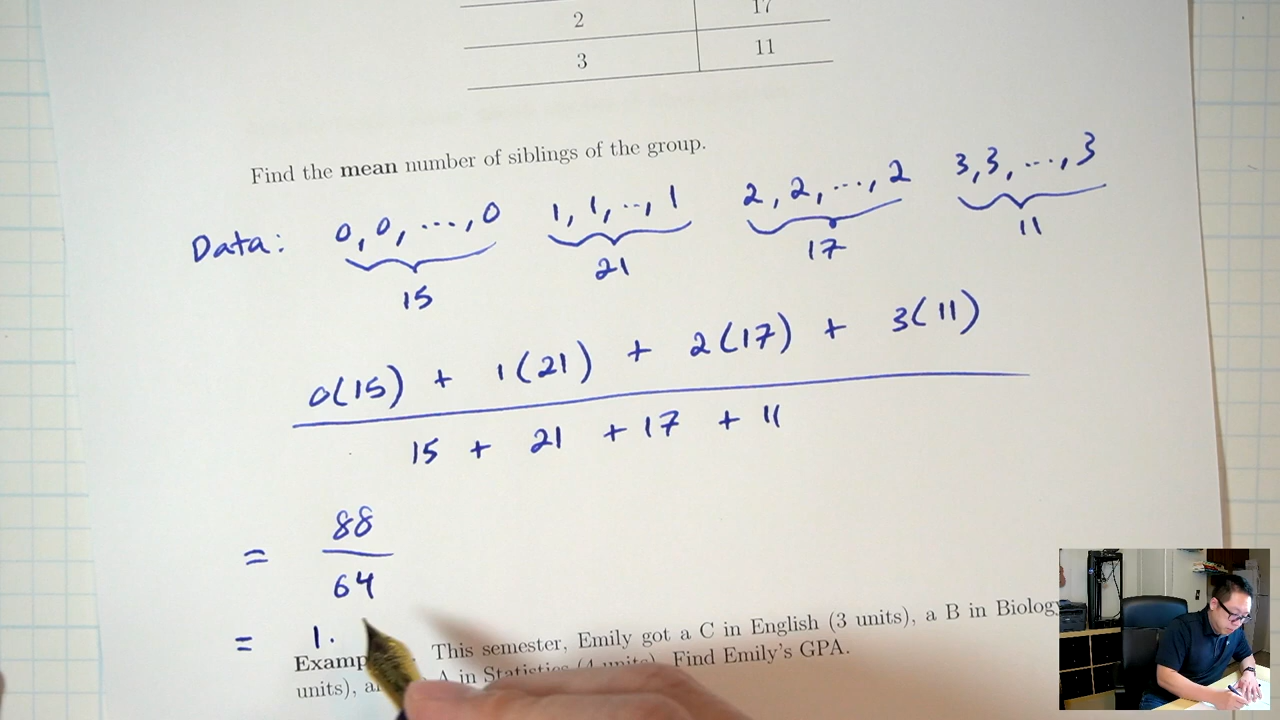 2 17
3 11
Find the mean number of siblings of the group.
Data: 0, 0, ..., 0 1, 1, .., 1 2, 2, ..., 2 3, 3, ..., 3
15 21 17 11
0(15) + 1(21) + 2(17) + 3(11)
15 + 21 + 17 + 11
= 88
64
= 1.
This semester, Emily got a C in English (3 units), a B in Biology
units), A in Statistics (4 units). Find Emily's GPA.